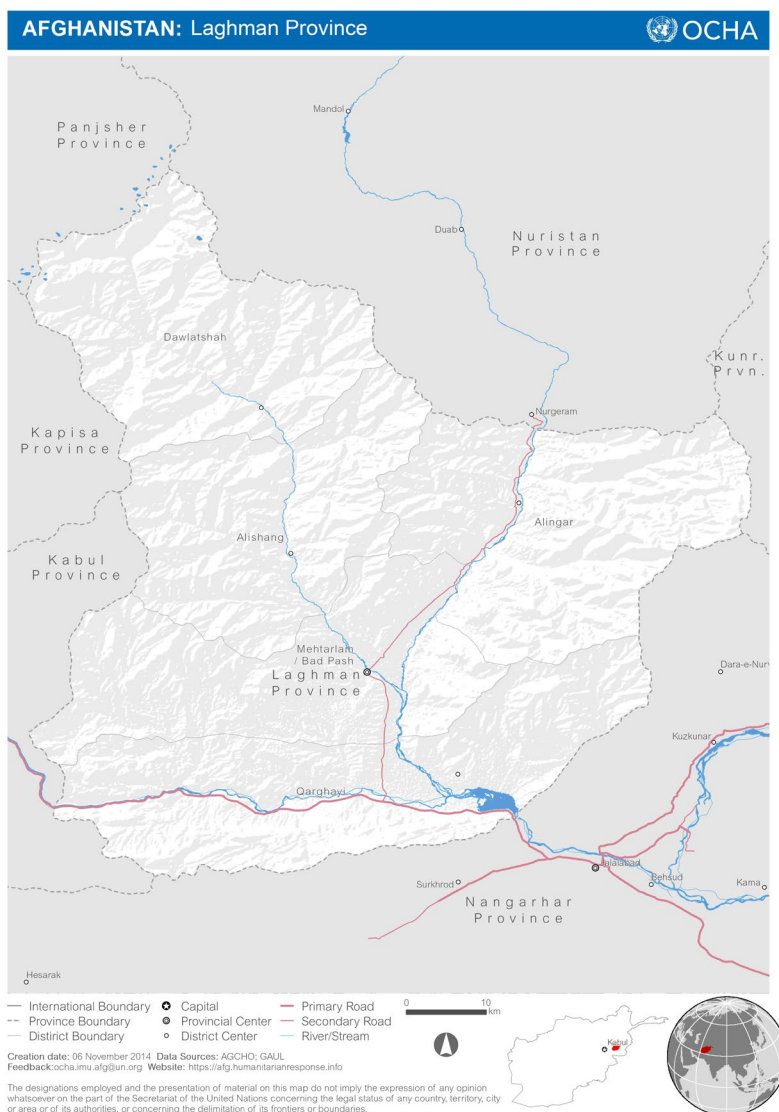 AFGHANISTAN: Laghman Province
OCHA
Mandol
Panjsher
Province
Duab
Nuristan
Province
Dawlatshah
Kunr.
Prvn.
Nurgeram
Kapisa
Province
Alingar
Alishang
Kabul
Province
Mehtarlam
/ Bad Pash
Laghman
Province
Dara-e-Nur
Kuzkunar
Qarghayi
Jalalabad
Surkhrod
Behsud
Kama
Nangarhar
Province
Hesarak
International Boundary
Province Boundary
District Boundary
Capital
Provincial Center
District Center
Primary Road
Secondary Road
River/Stream
0 10
km
Kabul
Creation date: 06 November 2014 Data Sources: AGCHO; GAUL
Feedback:ocha.imu.afg@un.org Website: https://afg.humanitarianresponse.info
The designations employed and the presentation of material on this map do not imply the expression of any opinion
whatsoever on the part of the Secretariat of the United Nations concerning the legal status of any country, territory, city
or area or of its authorities, or concerning the delimitation of its frontiers or boundaries.